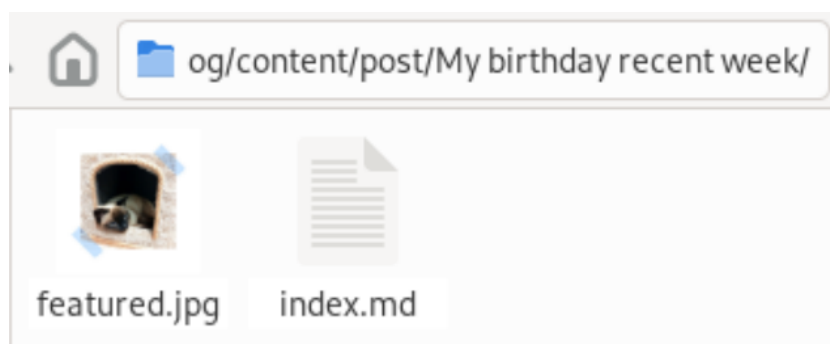 og/content/post/My birthday recent week/
featured.jpg
index.md